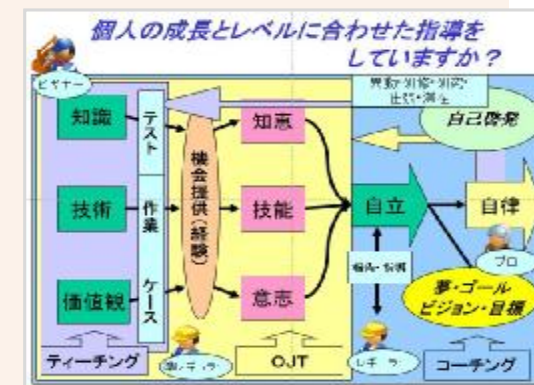 個人の成長とレベルに合わせた指導を
していますか？
ビギナー
知識
技術
価値観
テスト
作業
ケース
機会提供（経験）
知恵
技能
意志
自立
自己啓発
自律
プロ
夢・ゴール
ビジョン・目標
ティーチング
OJT
コーチング